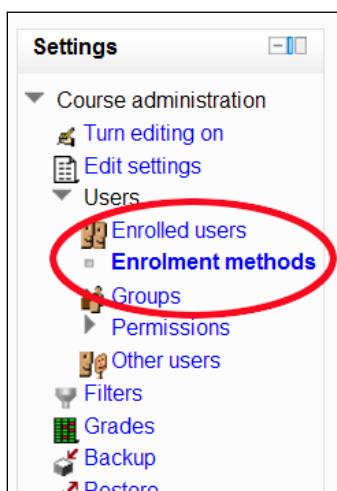 Settings
Course administration
Turn editing on
Edit settings
Users
Enrolled users
Enrolment methods
Groups
Permissions
Other users
Filters
Grades
Backup
Restore